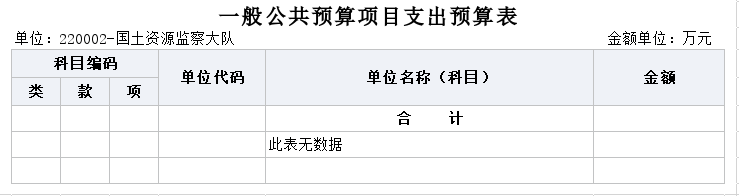 一般公共预算项目支出预算表
单位：220002-国土资源监察大队 金额单位：万元
科目编码 单位代码 单位名称（科目） 金额
类 款 项
合 计
此表无数据